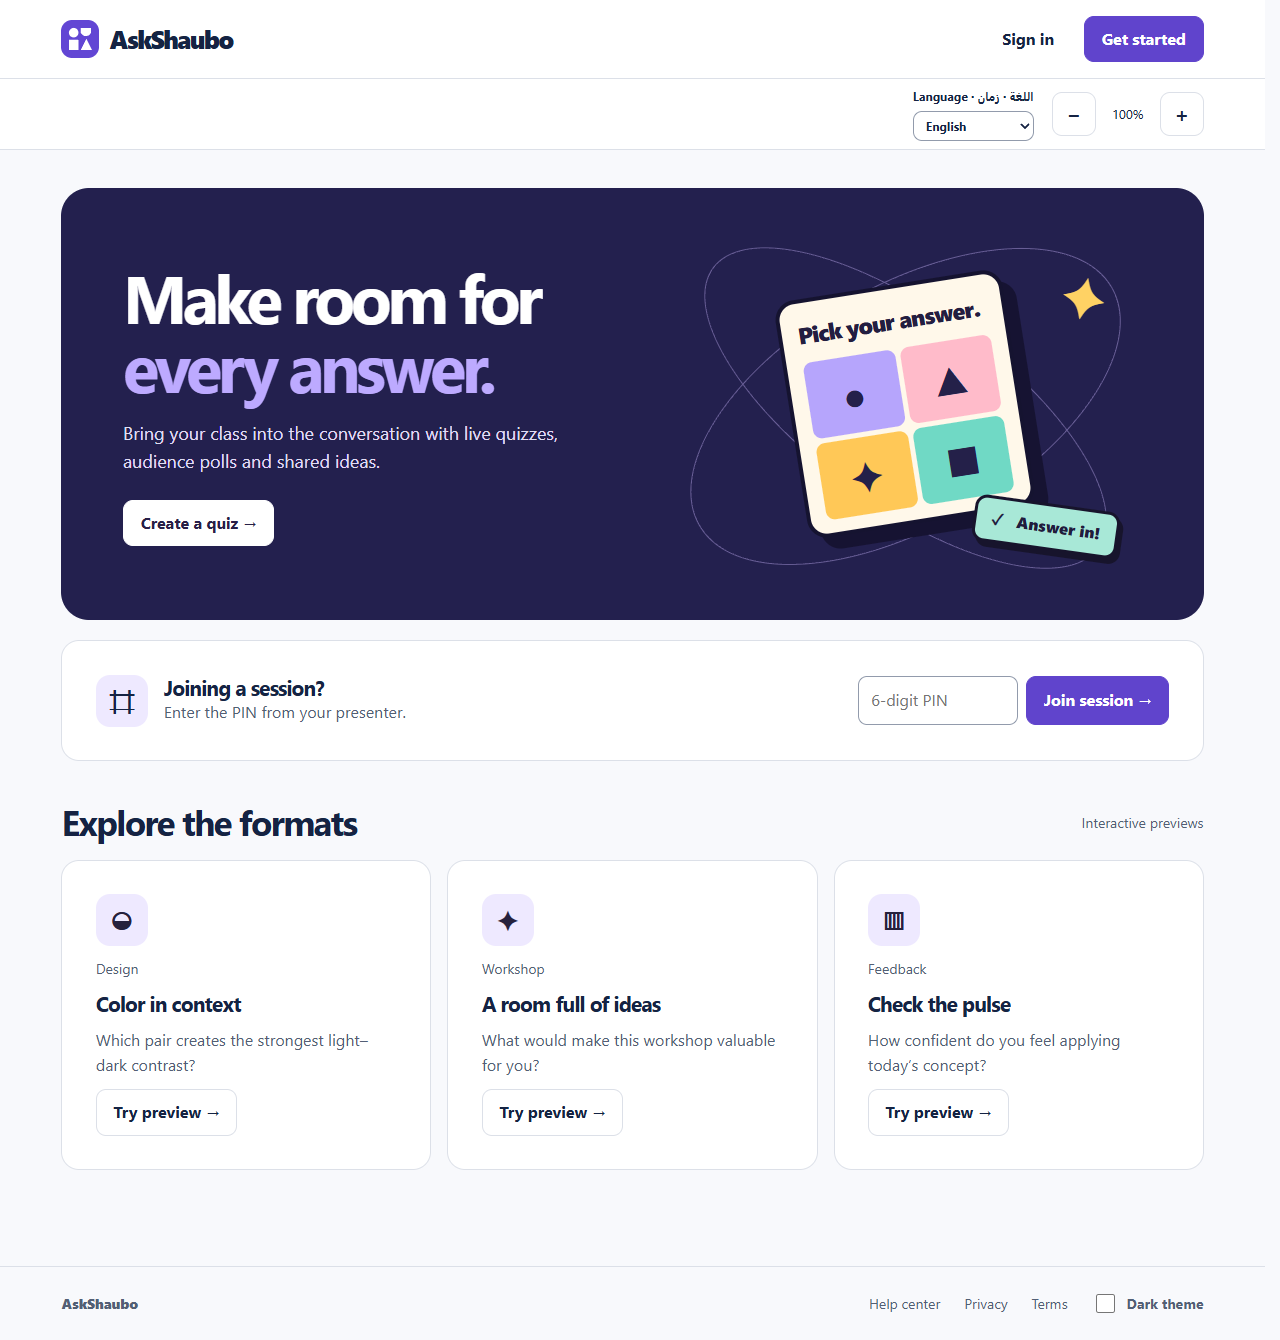 AskShaubo
Sign in
Get started
Language · زمان · اللغة
English
−
100%
+
Make room for
every answer.
Bring your class into the conversation with live quizzes,
audience polls and shared ideas.
Create a quiz →
Pick your answer.
✓ Answer in!
Joining a session?
Enter the PIN from your presenter.
6-digit PIN
Join session →
Explore the formats
Interactive previews
Design
Color in context
Which pair creates the strongest light–
dark contrast?
Try preview →
Workshop
A room full of ideas
What would make this workshop valuable
for you?
Try preview →
Feedback
Check the pulse
How confident do you feel applying
today’s concept?
Try preview →
AskShaubo
Help center
Privacy
Terms
Dark theme